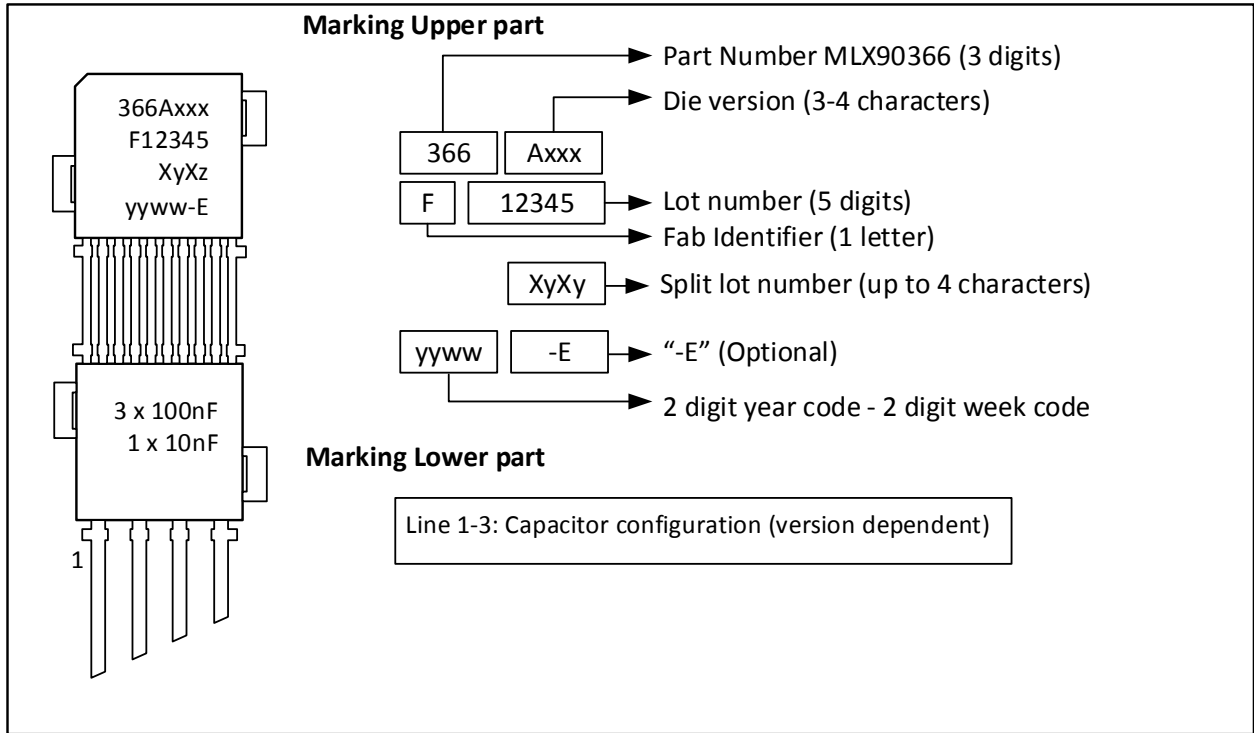 Marking Upper part
366Axxx
F12345
XyXz
yyww-E
3 x 100nF
1 x 10nF
1
Part Number MLX90366 (3 digits)
Die version (3-4 characters)
366 Axxx
F 12345 Lot number (5 digits)
Fab Identifier (1 letter)
XyXy Split lot number (up to 4 characters)
yyww -E “-E” (Optional)
2 digit year code - 2 digit week code
Marking Lower part
Line 1-3: Capacitor configuration (version dependent)